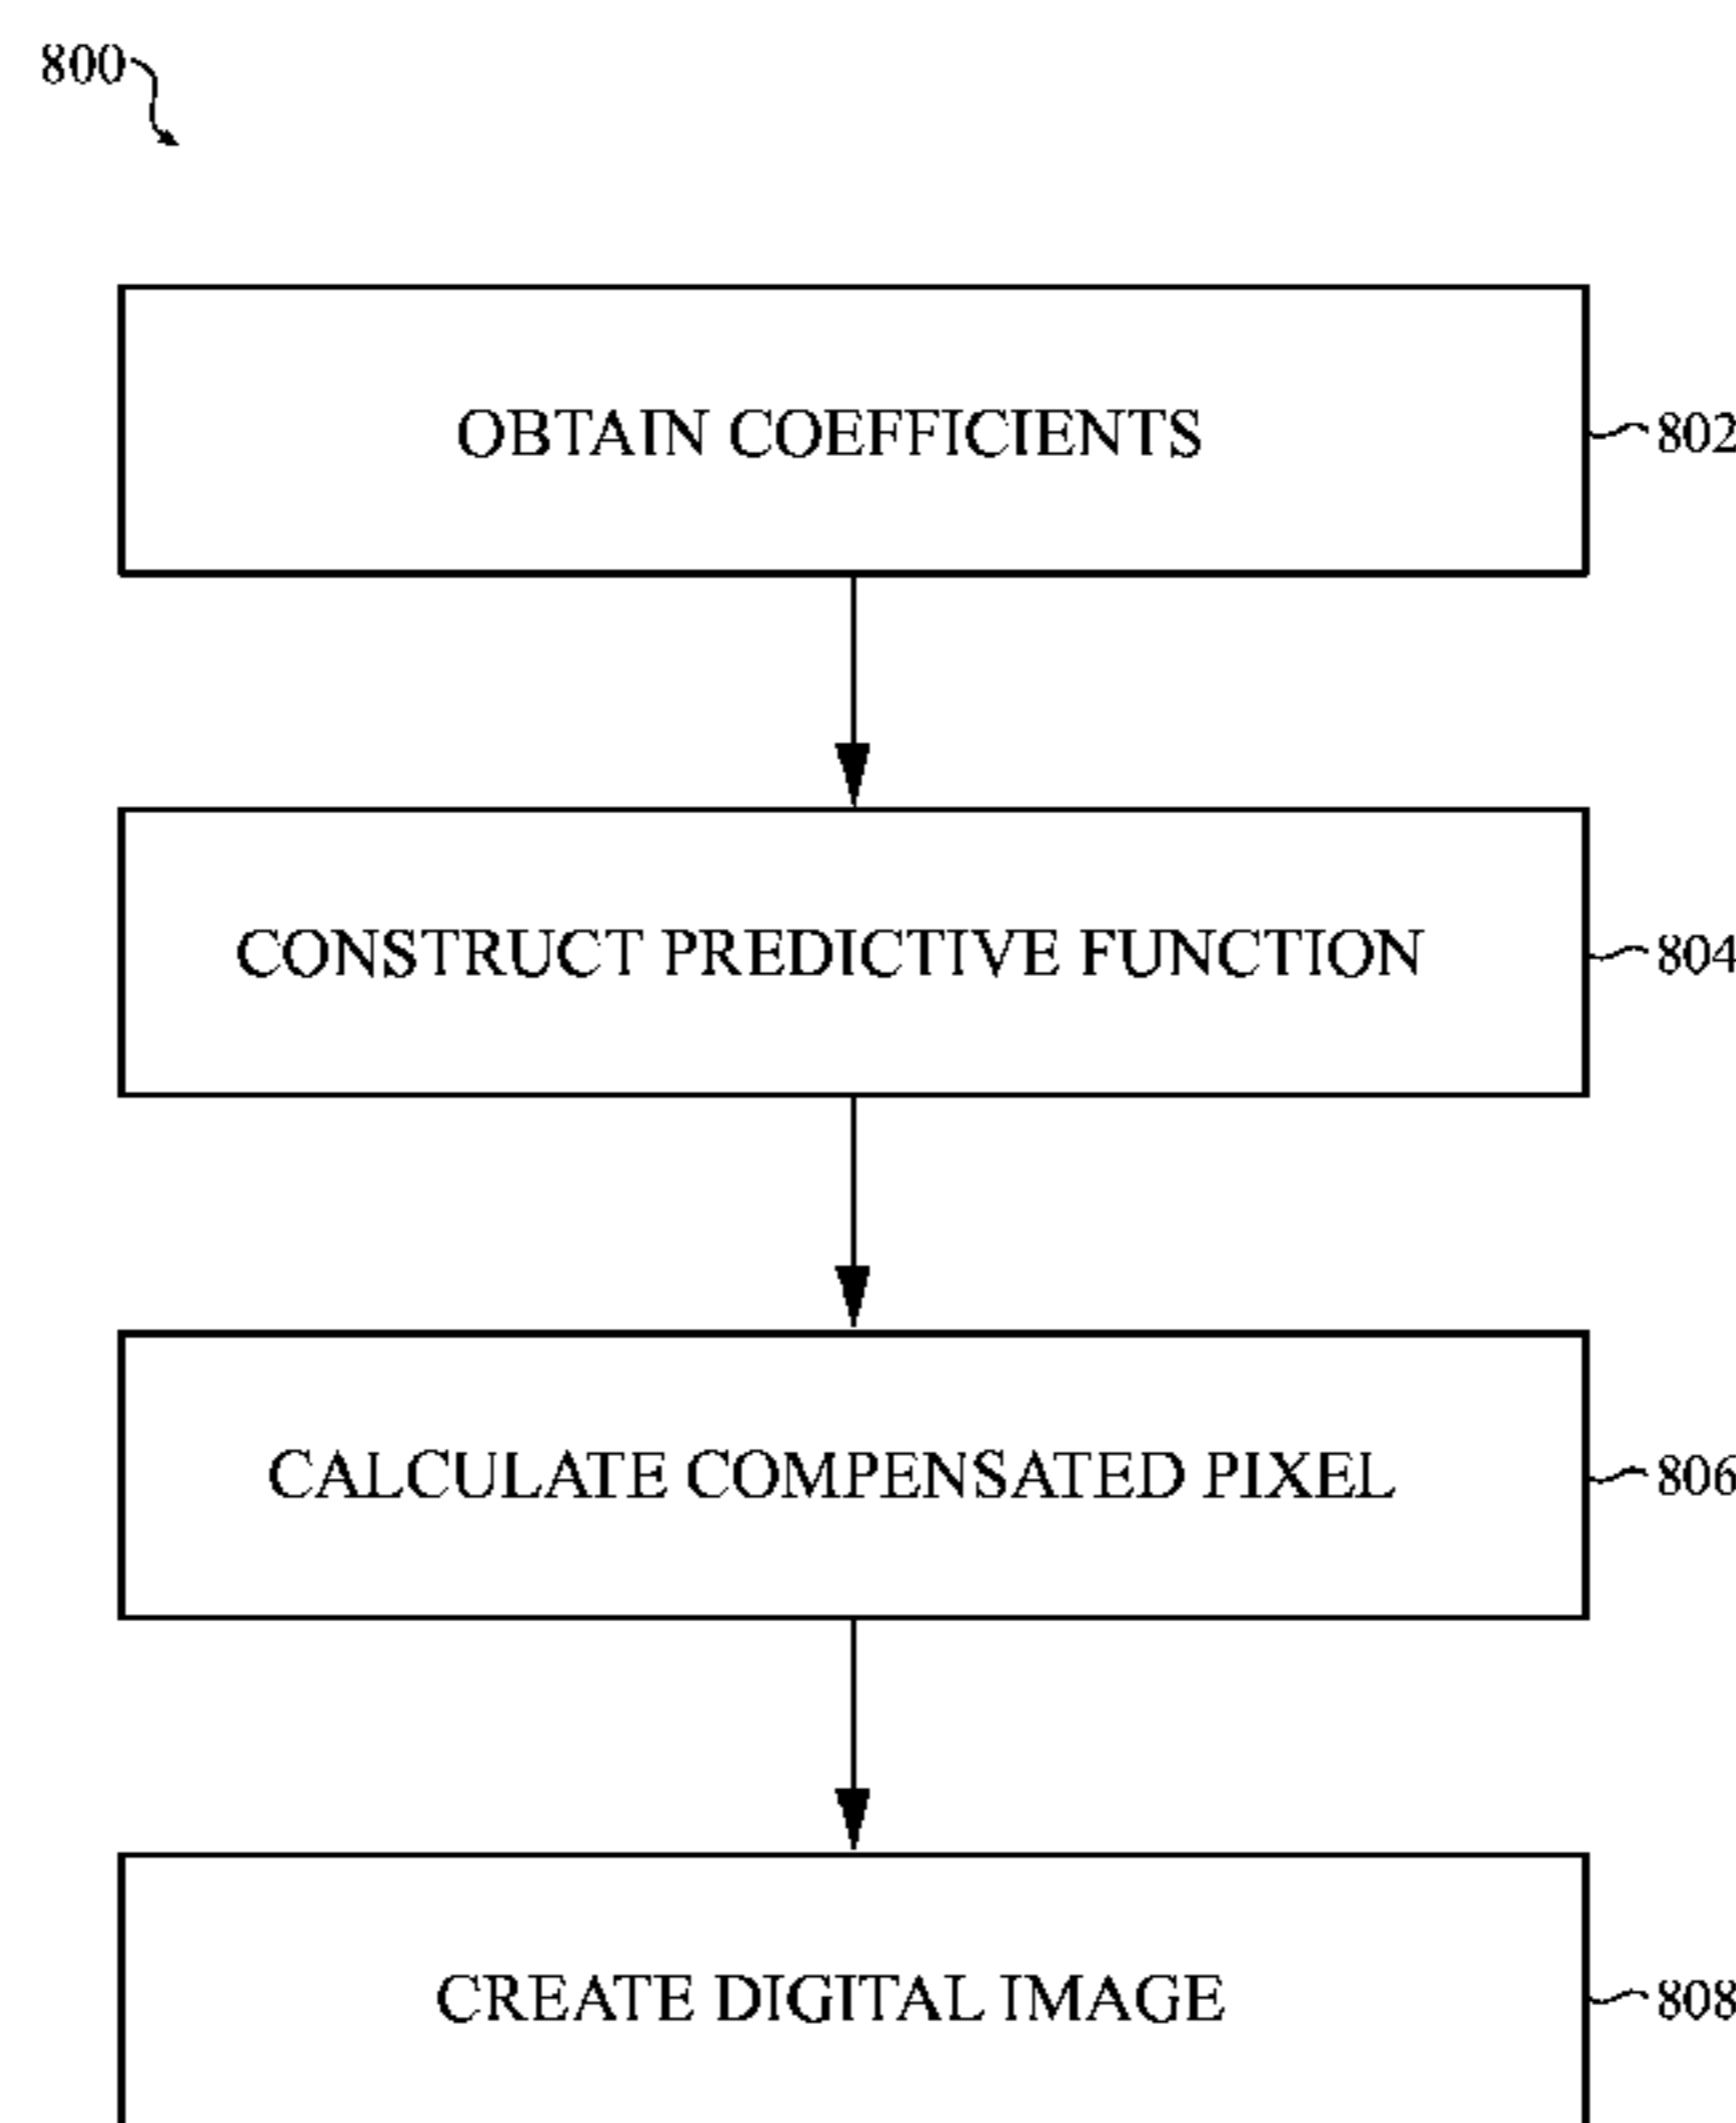 800
OBTAIN COEFFICIENTS
802
CONSTRUCT PREDICTIVE FUNCTION
804
CALCULATE COMPENSATED PIXEL
806
CREATE DIGITAL IMAGE
808